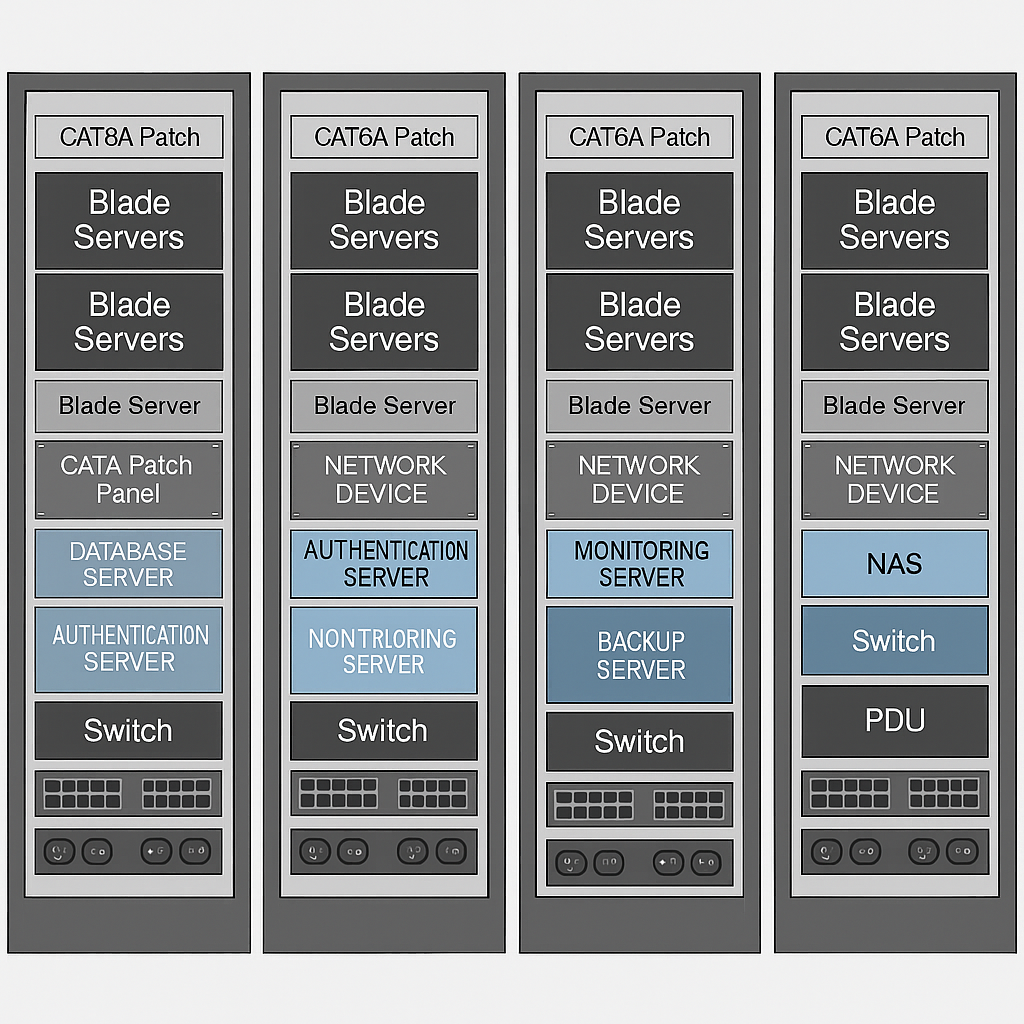 CAT8A Patch
Blade
Servers
Blade
Servers
Blade Server
CATA Patch
Panel
DATABASE
SERVER
AUTHENTICATION
SERVER
Switch
CAT6A Patch
Blade
Servers
Blade
Servers
Blade Server
NETWORK
DEVICE
AUTHENTICATION
SERVER
NONTRLORING
SERVER
Switch
CAT6A Patch
Blade
Servers
Blade
Servers
Blade Server
NETWORK
DEVICE
MONITORING
SERVER
BACKUP
SERVER
Switch
CAT6A Patch
Blade
Servers
Blade
Servers
Blade Server
NETWORK
DEVICE
NAS
Switch
PDU